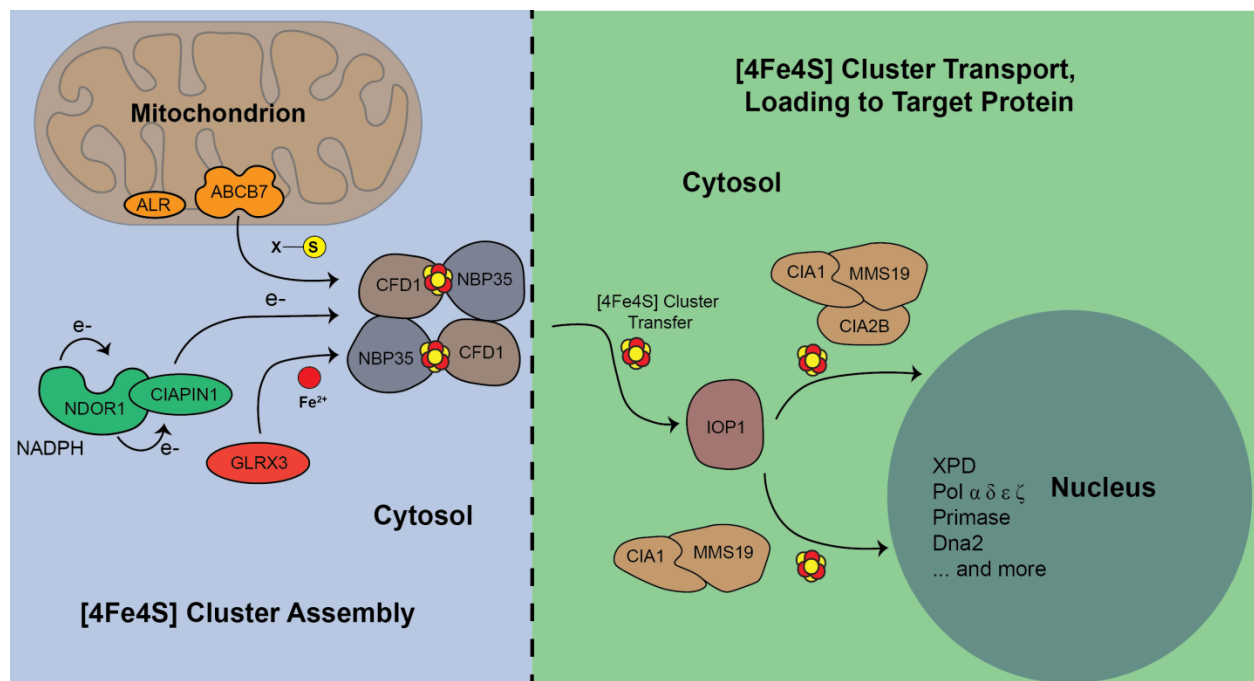 Mitochondrion
ALR
ABCB7
X
S
e-
CFD1
NBP35
NBP35
CFD1
e-
NDOR1
CIAPIN1
NADPH
e-
Fe²⁺
GLRX3
Cytosol
[4Fe4S] Cluster Assembly
[4Fe4S] Cluster Transport,
Loading to Target Protein
Cytosol
[4Fe4S] Cluster
Transfer
CIA1
MMS19
CIA2B
IOP1
CIA1
MMS19
XPD
Pol α δ ε ζ
Primase
Dna2
... and more
Nucleus